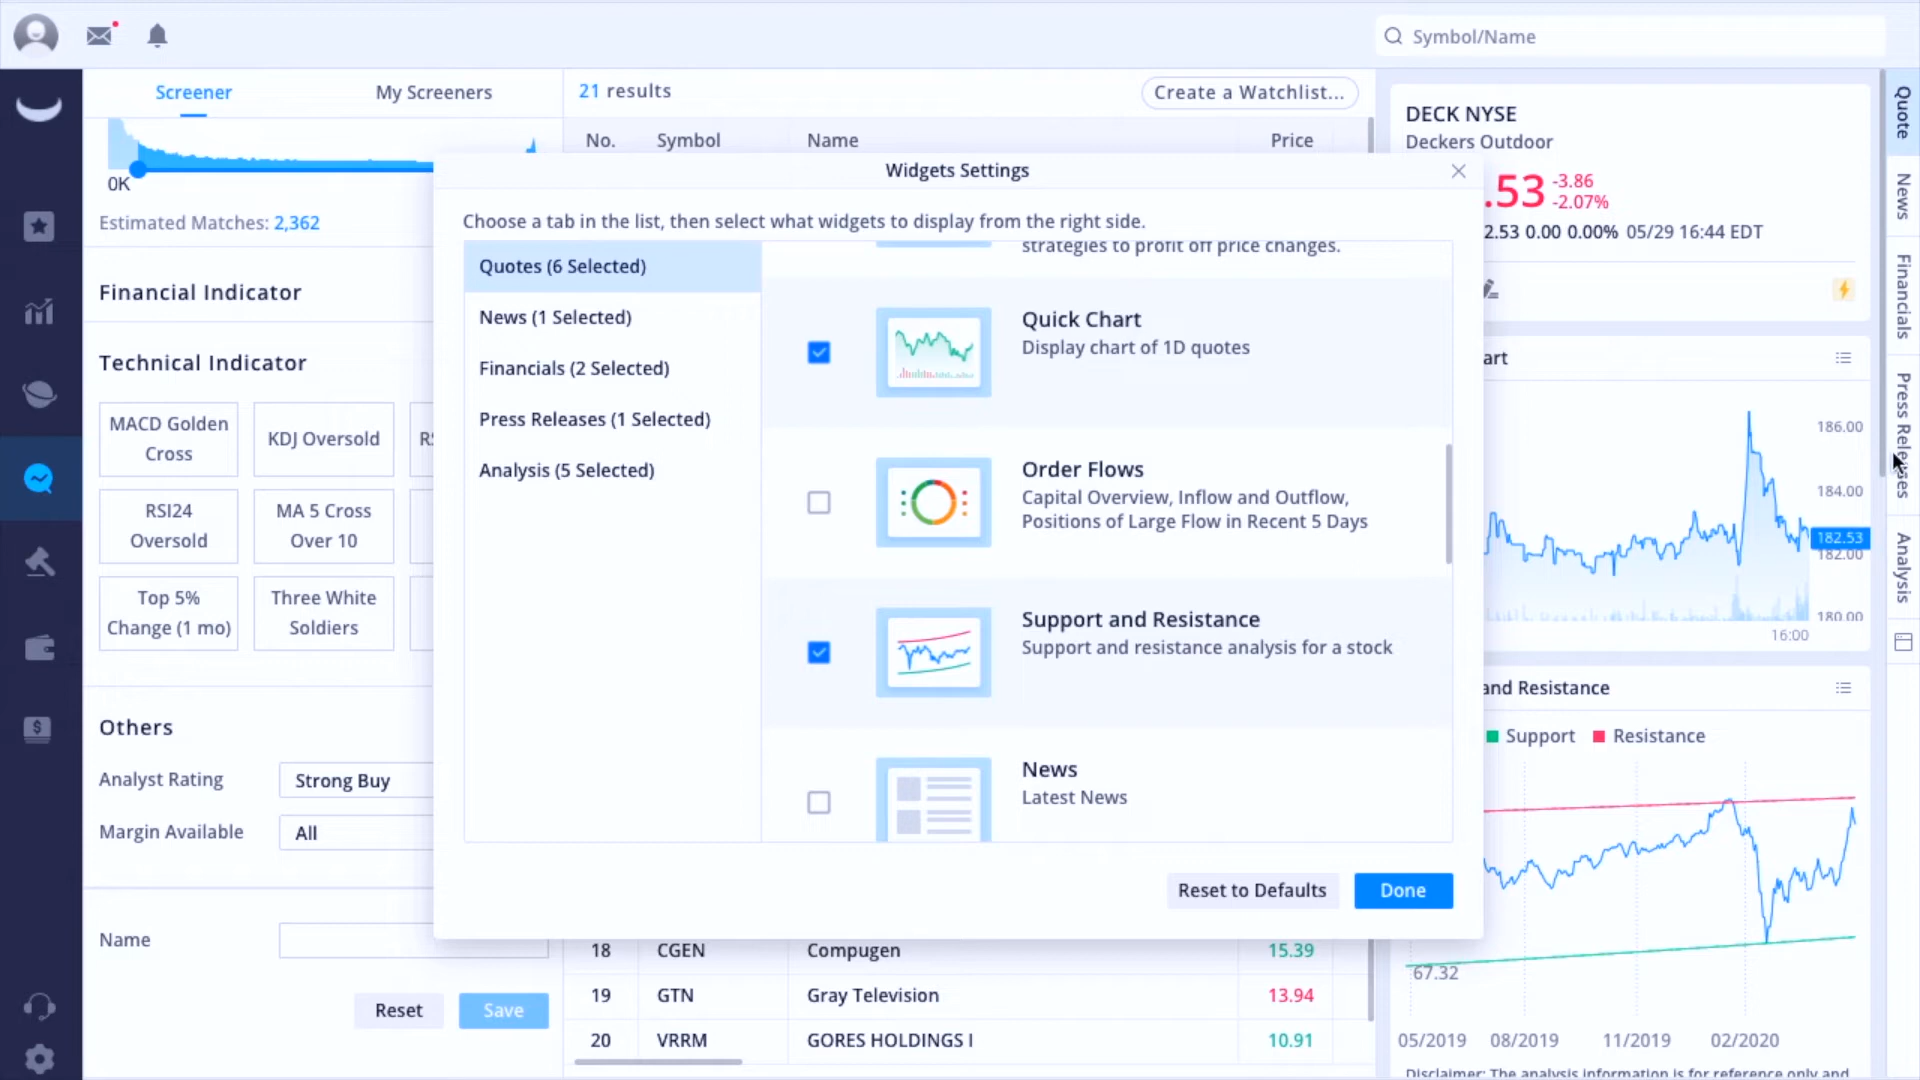 Symbol/Name
Screener
My Screeners
21 results
Create a Watchlist...
No.
Symbol
Name
Price
0K
Estimated Matches: 2,362
Financial Indicator
Technical Indicator
MACD Golden
Cross
KDJ Oversold
RSI24
Oversold
MA 5 Cross
Over 10
Top 5%
Change (1 mo)
Three White
Soldiers
Others
Analyst Rating
Strong Buy
Margin Available
All
Name
Reset
Save
Widgets Settings
Choose a tab in the list, then select what widgets to display from the right side.
Quotes (6 Selected)
News (1 Selected)
Financials (2 Selected)
Press Releases (1 Selected)
Analysis (5 Selected)
strategies to profit off price changes.
Quick Chart
Display chart of 1D quotes
Order Flows
Capital Overview, Inflow and Outflow,
Positions of Large Flow in Recent 5 Days
Support and Resistance
Support and resistance analysis for a stock
News
Latest News
Reset to Defaults
Done
18 CGEN Compugen 15.39
19 GTN Gray Television 13.94
20 VRRM GORES HOLDINGS I 10.91
DECK NYSE
Deckers Outdoor
.53
-3.86
-2.07%
2.53 0.00 0.00% 05/29 16:44 EDT
art
186.00
184.00
182.53
182.00
180.00
16:00
and Resistance
Support
Resistance
67.32
05/2019
08/2019
11/2019
02/2020
Disclaimer: The analysis information is for reference only and
Quote
News
Financials
Press Releases
Analysis